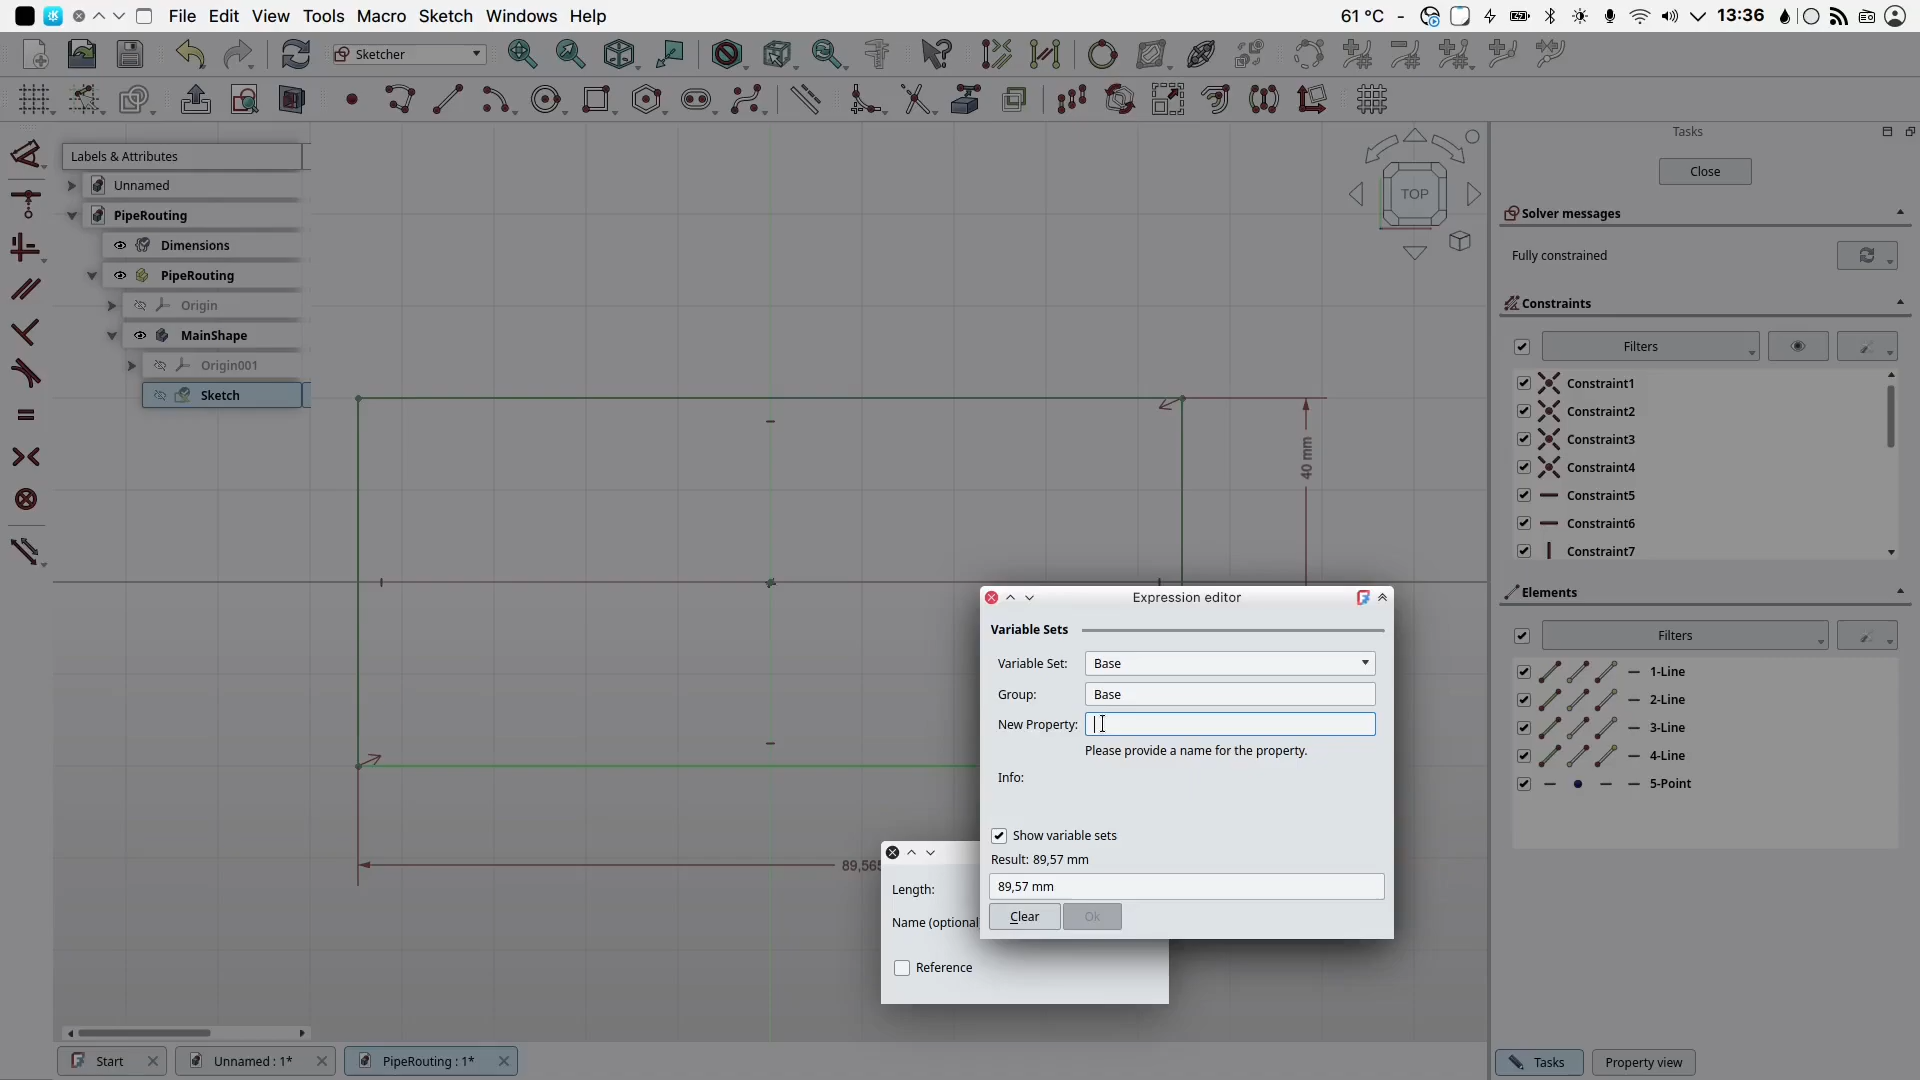 File Edit View Tools Macro Sketch Windows Help
61 °C - 13:36
Sketcher
Labels & Attributes
Unnamed
PipeRouting
Dimensions
PipeRouting
Origin
MainShape
Origin001
Sketch
40 mm
TOP
Tasks
Close
Solver messages
Fully constrained
Constraints
Filters
Constraint1
Constraint2
Constraint3
Constraint4
Constraint5
Constraint6
Constraint7
Elements
Filters
1-Line
2-Line
3-Line
4-Line
5-Point
Expression editor
Variable Sets
Variable Set: Base
Group: Base
New Property:
Please provide a name for the property.
Info:
Show variable sets
Result: 89,57 mm
89,57 mm
Clear Ok
89,565
Length:
Name (optional
Reference
Start Unnamed : 1* PipeRouting : 1*
Tasks Property view